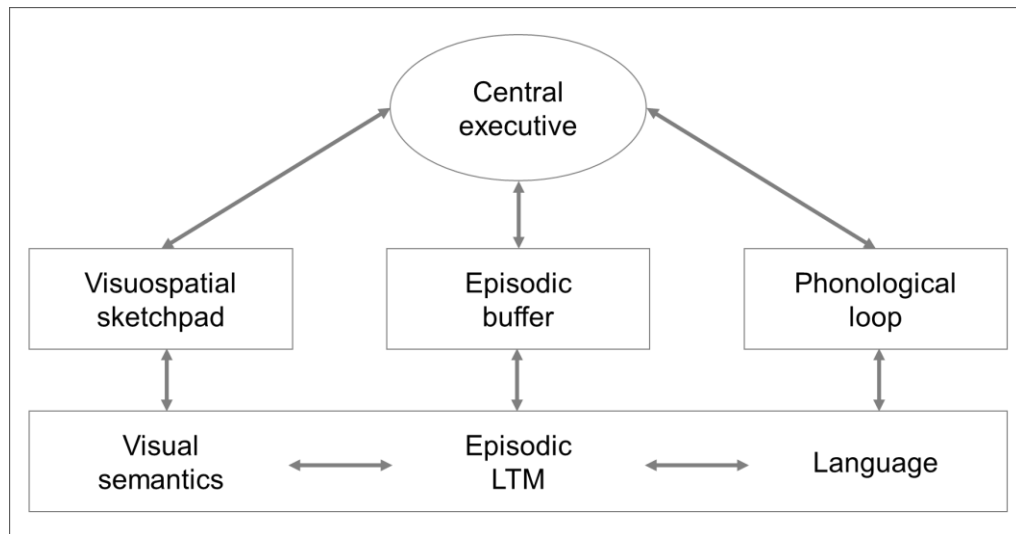 Central
executive
Visuospatial
sketchpad
Episodic
buffer
Phonological
loop
Visual
semantics
Episodic
LTM
Language